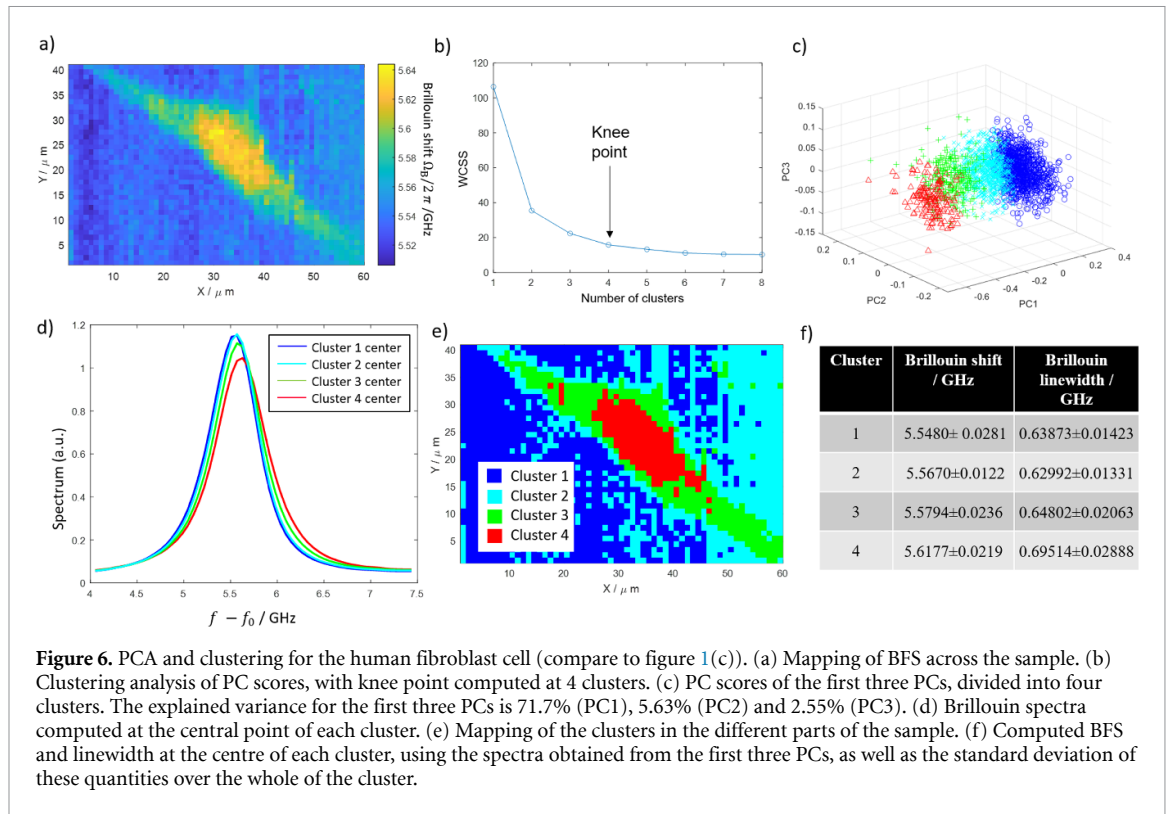 a)
40
35
30
25
20
15
10
5
Y / μm
10 20 30 40 50 60
X / μ m
5.64
5.62
5.6
5.58
5.56
5.54
5.52
Brillouin shift Ω_B/2 π /GHz
b)
120
100
80
60
40
20
0
WCSS
Knee
point
1 2 3 4 5 6 7 8
Number of clusters
c)
0.15
0.1
0.05
0
-0.05
-0.1
-0.15
PC3
0.2
0.1
0
-0.1
-0.2
PC2
-0.6 -0.4 -0.2 0 0.2 0.4
PC1
d)
1.2
1
0.8
0.6
0.4
0.2
0
Spectrum (a.u.)
Cluster 1 center
Cluster 2 center
Cluster 3 center
Cluster 4 center
4 4.5 5 5.5 6 6.5 7 7.5
f − f₀ / GHz
e)
40
35
30
25
20
15
10
5
Y / μ m
Cluster 1
Cluster 2
Cluster 3
Cluster 4
10 20 30 40 50 60
X / μ m
f)
Cluster Brillouin shift / GHz Brillouin linewidth / GHz
1 5.5480± 0.0281 0.63873±0.01423
2 5.5670±0.0122 0.62992±0.01331
3 5.5794±0.0236 0.64802±0.02063
4 5.6177±0.0219 0.69514±0.02888
Figure 6. PCA and clustering for the human fibroblast cell (compare to figure 1(c)). (a) Mapping of BFS across the sample. (b)
Clustering analysis of PC scores, with knee point computed at 4 clusters. (c) PC scores of the first three PCs, divided into four
clusters. The explained variance for the first three PCs is 71.7% (PC1), 5.63% (PC2) and 2.55% (PC3). (d) Brillouin spectra
computed at the central point of each cluster. (e) Mapping of the clusters in the different parts of the sample. (f) Computed BFS
and linewidth at the centre of each cluster, using the spectra obtained from the first three PCs, as well as the standard deviation of
these quantities over the whole of the cluster.